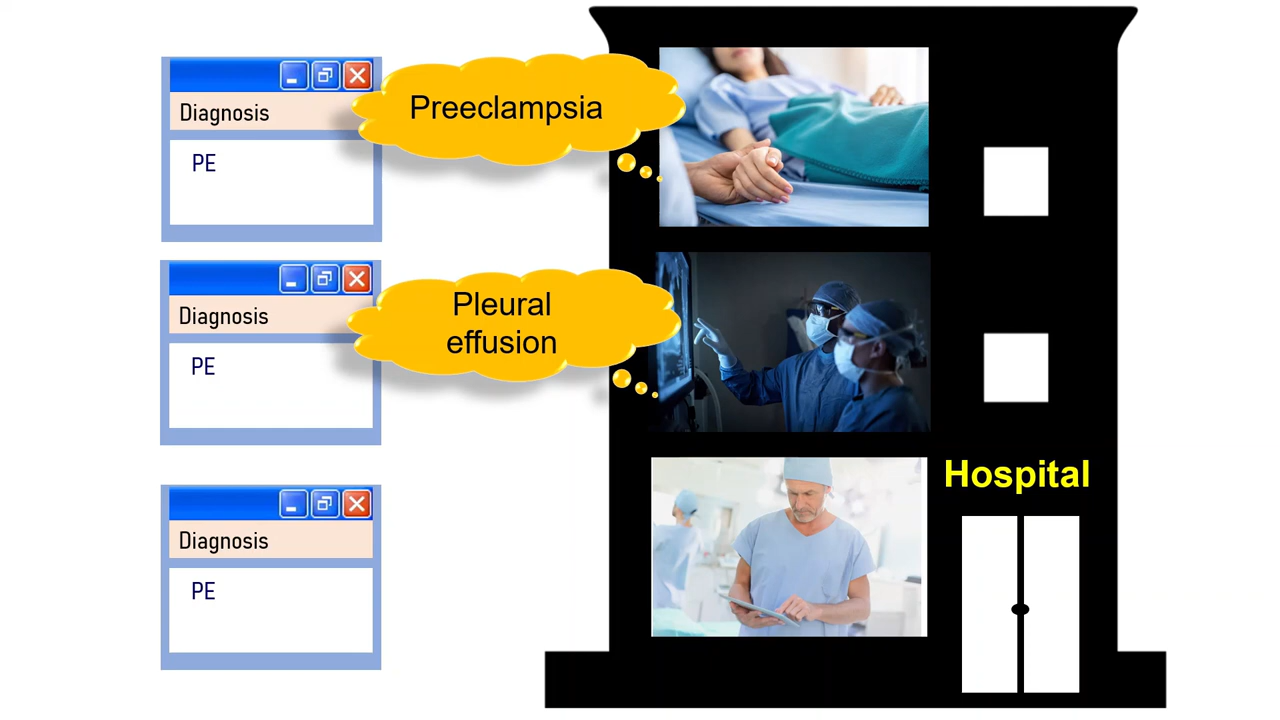 Diagnosis
PE
Preeclampsia
Diagnosis
PE
Pleural
effusion
Diagnosis
PE
Hospital